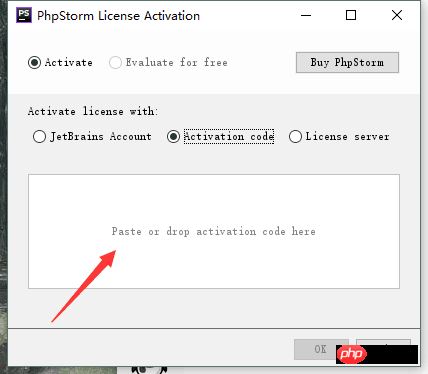 PS PhpStorm License Activation
Activate Evaluate for free Buy PhpStorm
Activate license with:
JetBrains Account Activation code License server
Paste or drop activation code here
OK
php